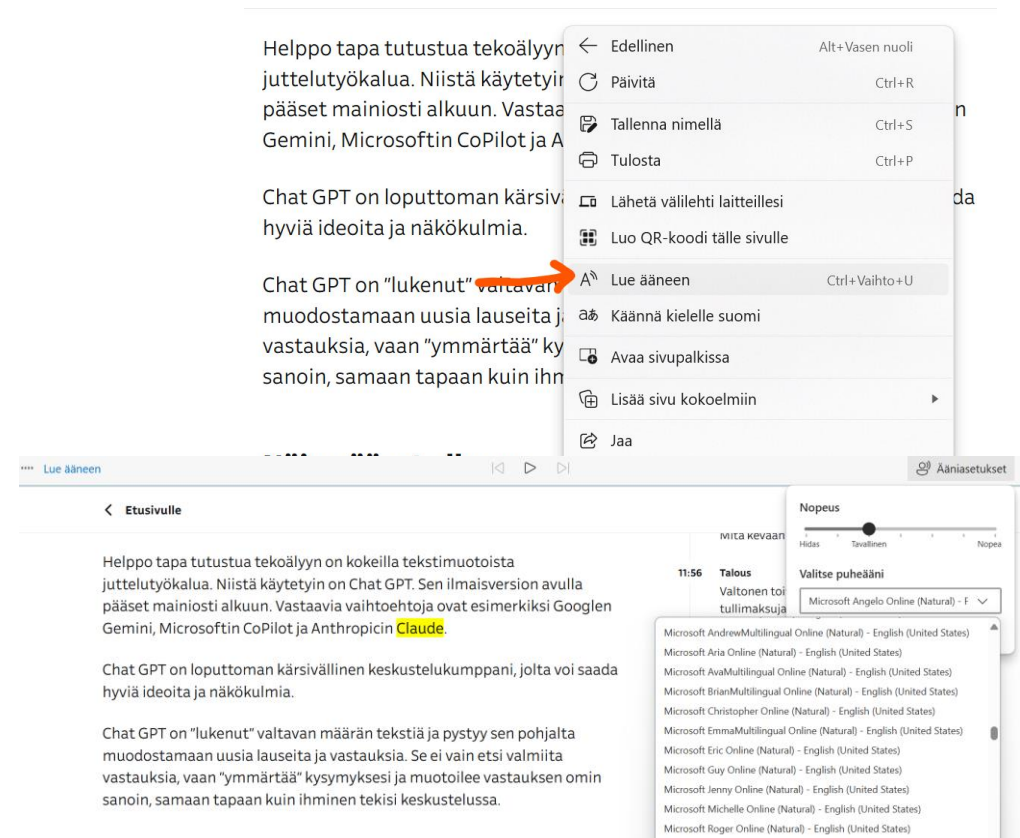 Helppo tapa tutustua tekoälyyn
juttelutyökalua. Niistä käytetyin
pääset mainiosti alkuun.
Gemini, Microsoftin CoPilot ja
Chat GPT on loputtoman
hyviä ideoita ja näkökulmia.
Chat GPT on "lukenut" valtavan
muodostamaan uusia lauseita
vastauksia, vaan "ymmärtää"
sanoin, samaan tapaan kuin
Edellinen Alt+Vasen nuoli
Päivitä Ctrl+R
Tallenna nimellä Ctrl+S
Tulosta Ctrl+P
Lähetä välilehti laitteillesi
Luo QR-koodi tälle sivulle
Lue ääneen Ctrl+Vaihto+U
Käännä kielelle suomi
Avaa sivupalkissa
Lisää sivu kokoelmiin
Jaa
Lue ääneen
Ääniasetukset
Etusivulle
Helppo tapa tutustua tekoälyyn on kokeilla tekstimuotoista
juttelutyökalua. Niistä käytetyin on Chat GPT. Sen ilmaisversion avulla
pääset mainiosti alkuun. Vastaavia vaihtoehtoja ovat esimerkiksi Googlen
Gemini, Microsoftin CoPilot ja Anthropicin Claude.
Chat GPT on loputtoman kärsivällinen keskustelukumppani, jolta voi saada
hyviä ideoita ja näkökulmia.
Chat GPT on "lukenut" valtavan määrän tekstiä ja pystyy sen pohjalta
muodostamaan uusia lauseita ja vastauksia. Se ei vain etsi valmiita
vastauksia, vaan "ymmärtää" kysymyksesi ja muotoilee vastauksen omin
sanoin, samaan tapaan kuin ihminen tekisi keskustelussa.
Mitä kevään
11:56 Talous
Valtonen toi
tullimaksuja
Nopeus
Hidas Tavallinen Nopea
Valitse puheääni
Microsoft Angelo Online (Natural) - F
Microsoft AndrewMultilingual Online (Natural) - English (United States)
Microsoft Aria Online (Natural) - English (United States)
Microsoft AvaMultilingual Online (Natural) - English (United States)
Microsoft BrianMultilingual Online (Natural) - English (United States)
Microsoft Christopher Online (Natural) - English (United States)
Microsoft EmmaMultilingual Online (Natural) - English (United States)
Microsoft Eric Online (Natural) - English (United States)
Microsoft Guy Online (Natural) - English (United States)
Microsoft Jenny Online (Natural) - English (United States)
Microsoft Michelle Online (Natural) - English (United States)
Microsoft Roger Online (Natural) - English (United States)